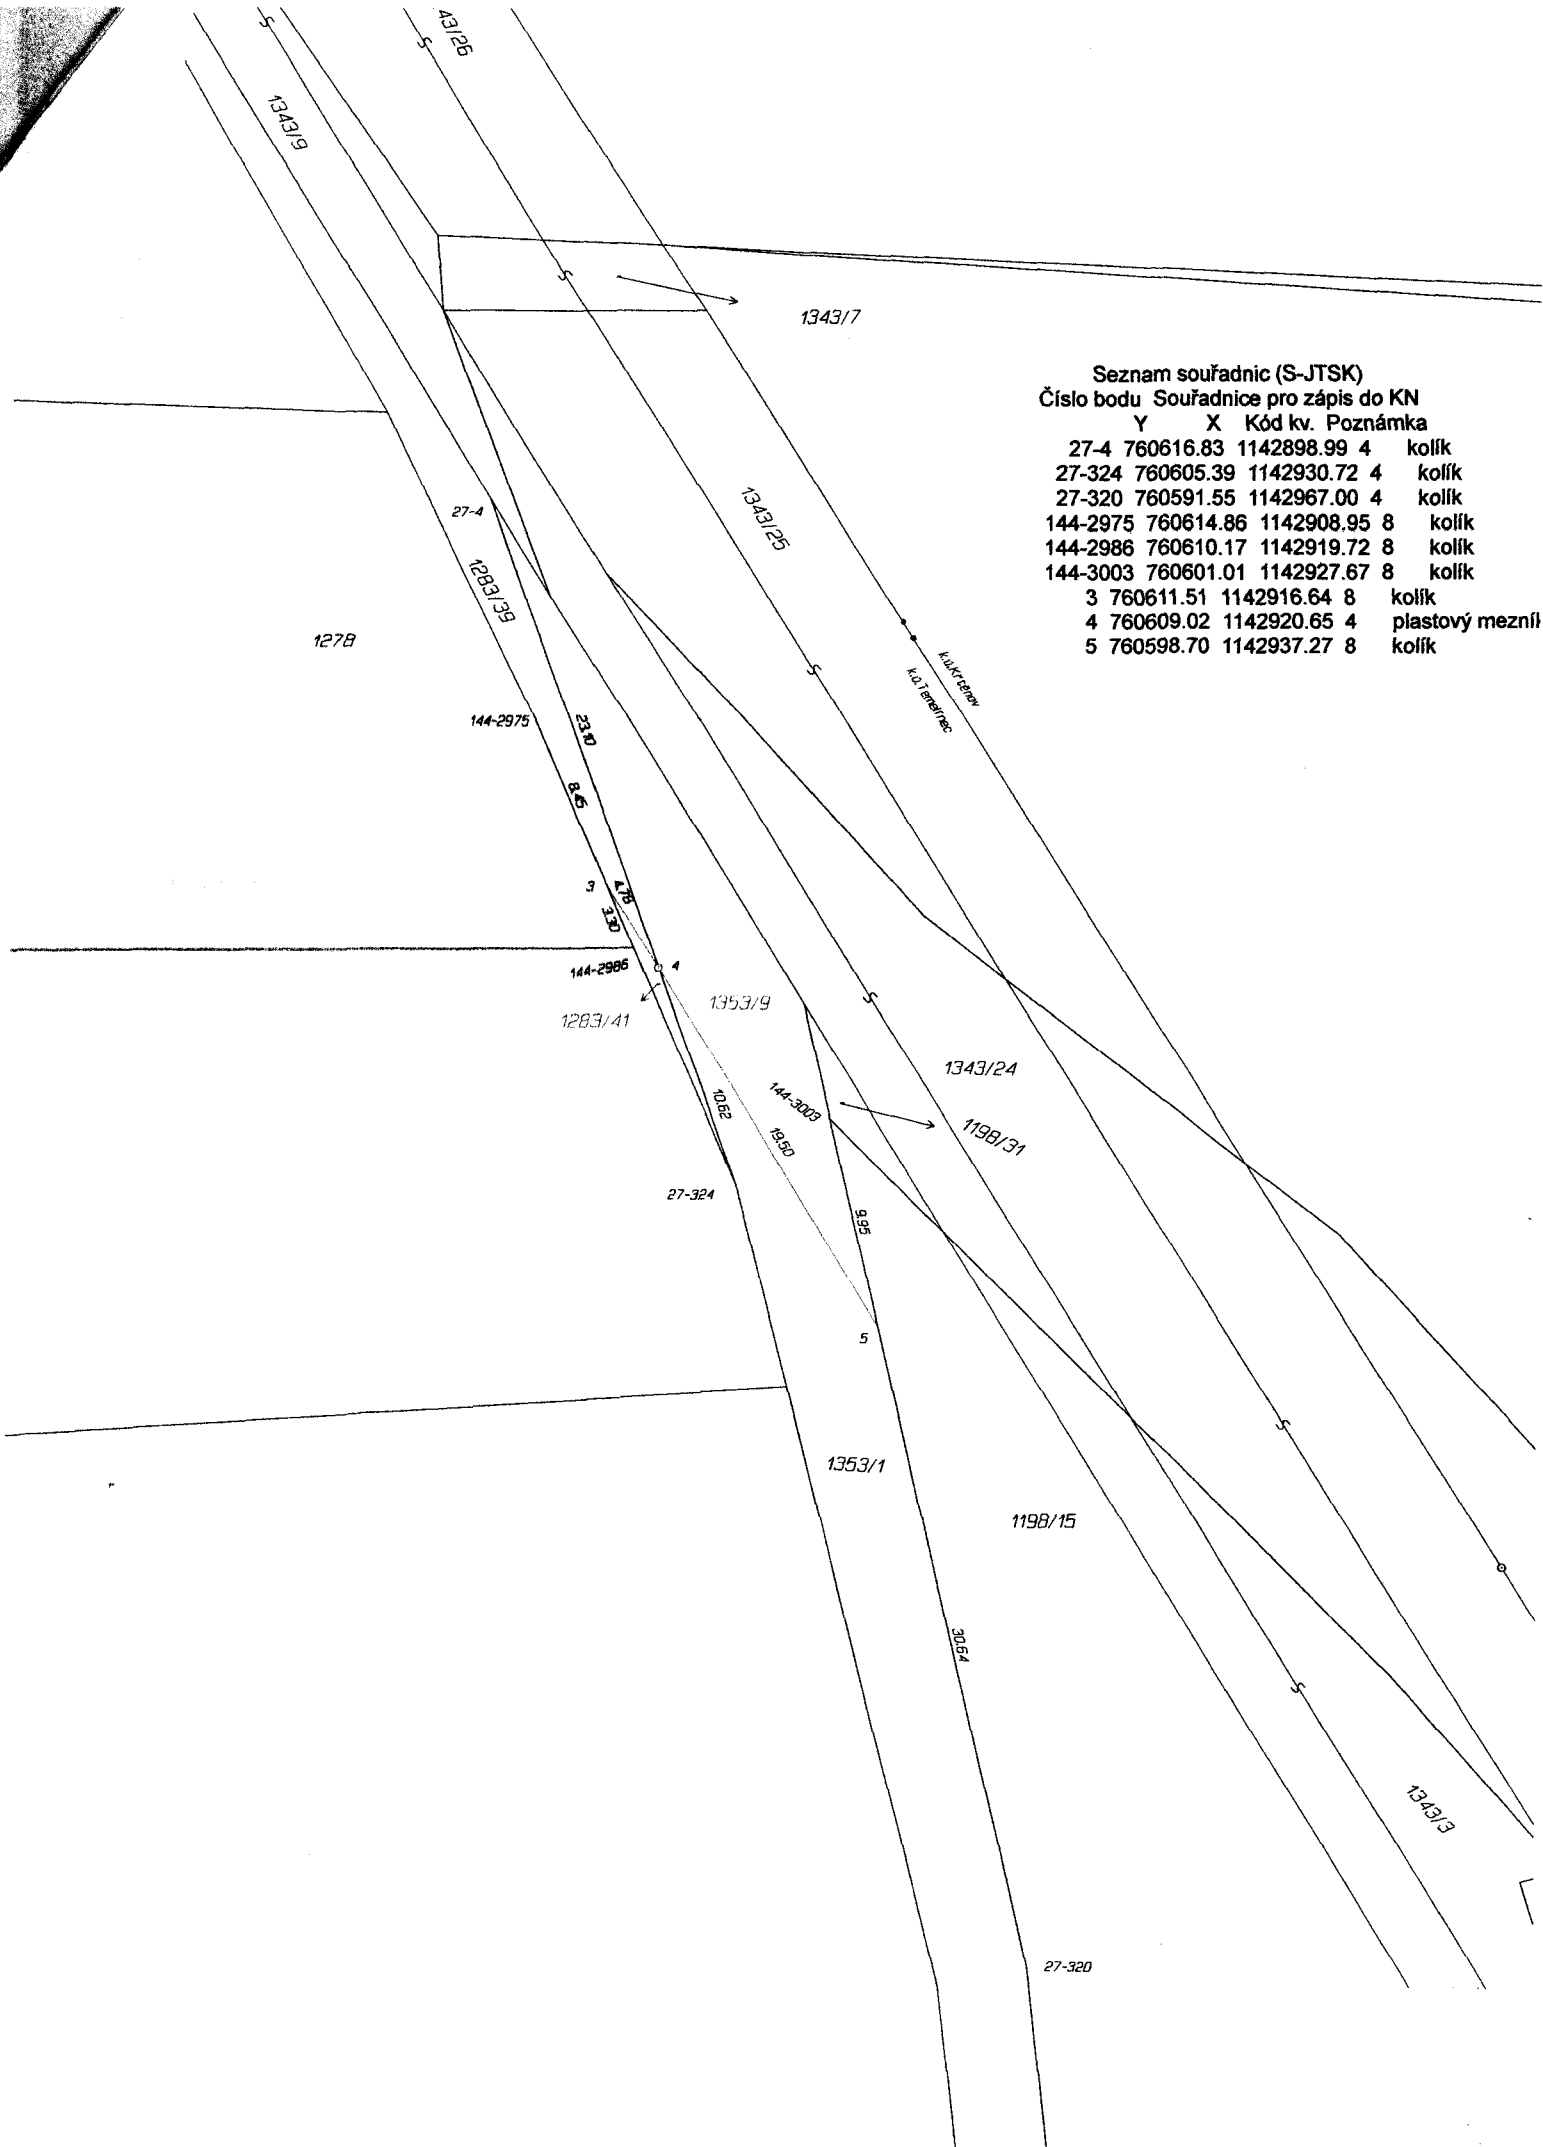 43/26
1343/9
1343/7
Seznam souřadnic (S-JTSK)
Číslo bodu Souřadnice pro zápis do KN
Y X Kód kv. Poznámka
27-4 760616.83 1142898.99 4 kolík
27-324 760605.39 1142930.72 4 kolík
27-320 760591.55 1142967.00 4 kolík
144-2975 760614.86 1142908.95 8 kolík
144-2986 760610.17 1142919.72 8 kolík
144-3003 760601.01 1142927.67 8 kolík
3 760611.51 1142916.64 8 kolík
4 760609.02 1142920.65 4 plastový mezník
5 760598.70 1142937.27 8 kolík
1343/25
27-4
1283/39
1278
k.ú.Temelínec
144-2975
23.10
8.45
3
4.78
3.30
144-2986
4
1283/41
1353/9
1343/24
144-3003
10.62
19.50
1198/31
27-324
9.95
5
1353/1
1198/15
30.64
1343/3
27-320